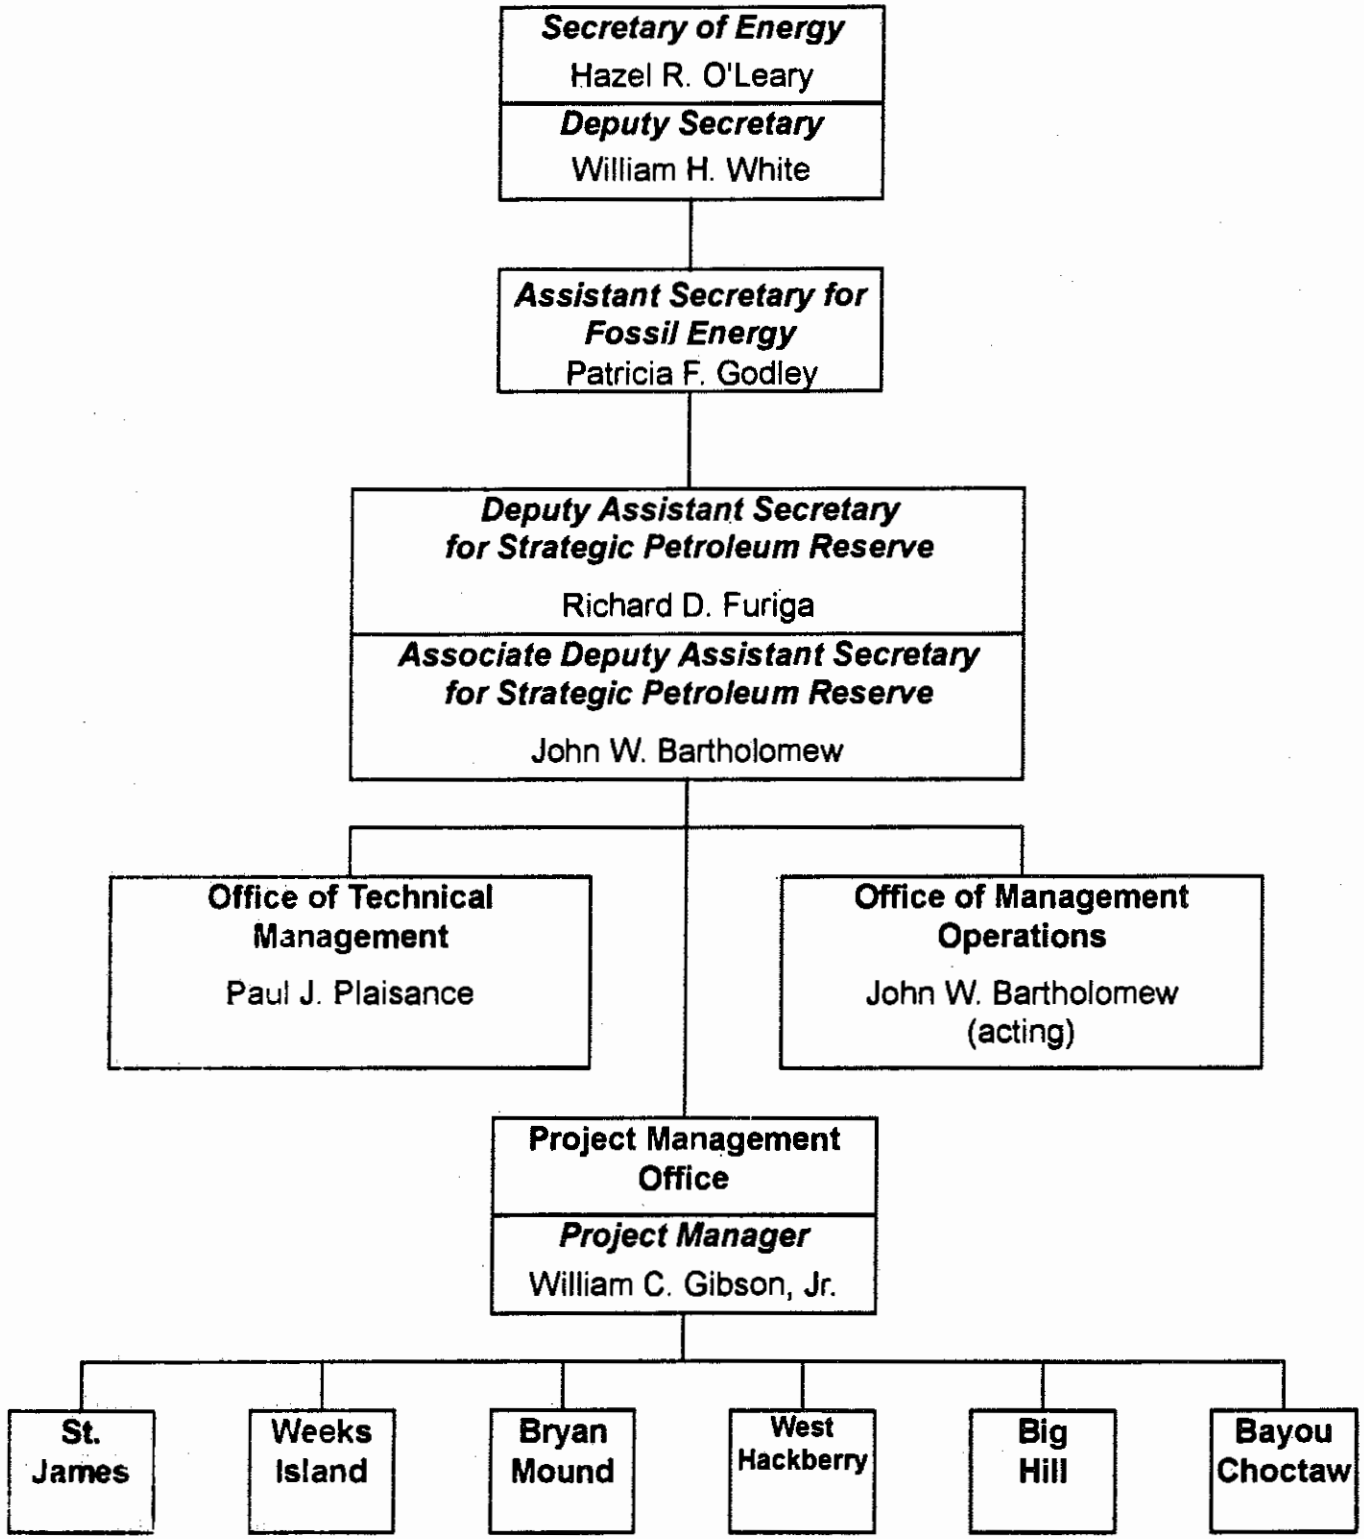 Secretary of Energy
Hazel R. O'Leary
Deputy Secretary
William H. White
Assistant Secretary for
Fossil Energy
Patricia F. Godley
Deputy Assistant Secretary
for Strategic Petroleum Reserve
Richard D. Furiga
Associate Deputy Assistant Secretary
for Strategic Petroleum Reserve
John W. Bartholomew
Office of Technical
Management
Paul J. Plaisance
Office of Management
Operations
John W. Bartholomew
(acting)
Project Management
Office
Project Manager
William C. Gibson, Jr.
St.
James
Weeks
Island
Bryan
Mound
West
Hackberry
Big
Hill
Bayou
Choctaw